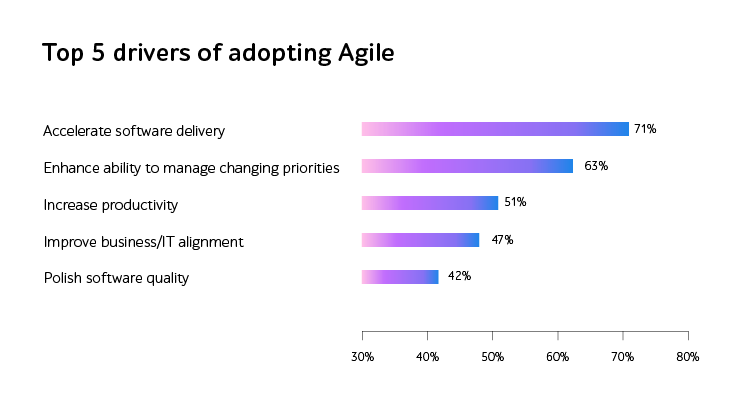 Top 5 drivers of adopting Agile
Accelerate software delivery 71%
Enhance ability to manage changing priorities 63%
Increase productivity 51%
Improve business/IT alignment 47%
Polish software quality 42%
30% 40% 50% 60% 70% 80%